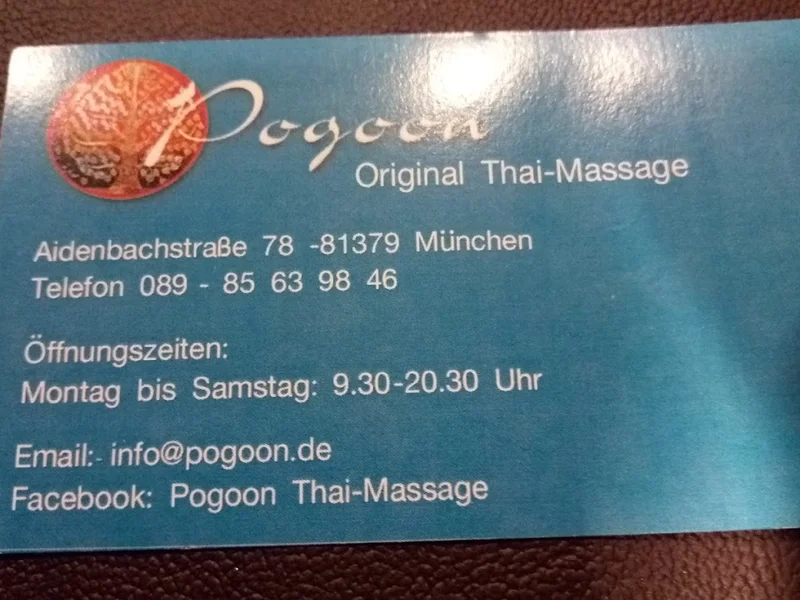 Pogoon
Original Thai-Massage
Aidenbachstraße 78 -81379 München
Telefon 089 - 85 63 98 46
Öffnungszeiten:
Montag bis Samstag: 9.30-20.30 Uhr
Email:- info@pogoon.de
Facebook: Pogoon Thai-Massage